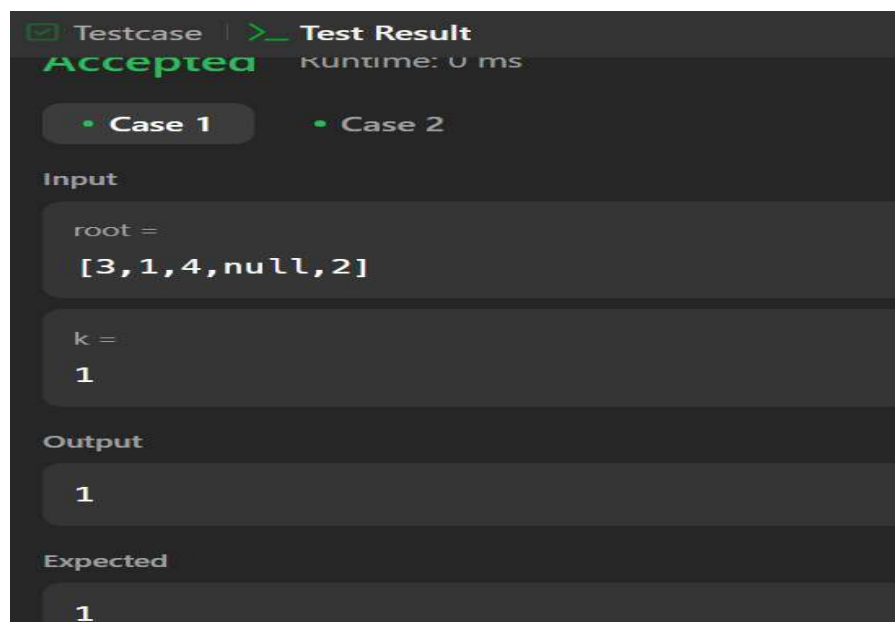 Testcase >_ Test Result
Accepted Runtime: 0 ms
• Case 1 • Case 2
Input
root =
[3,1,4,null,2]
k =
1
Output
1
Expected
1